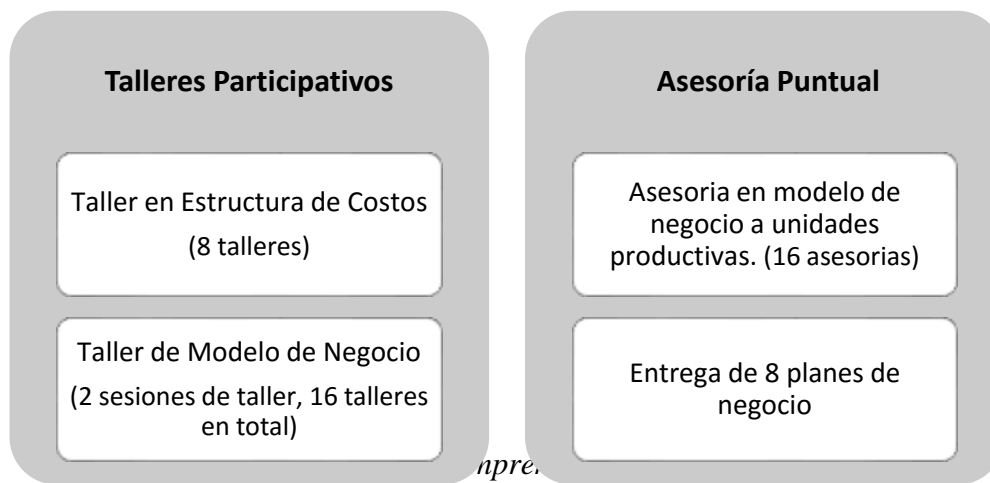 Talleres Participativos
Taller en Estructura de Costos
(8 talleres)
Taller de Modelo de Negocio
(2 sesiones de taller, 16 talleres
en total)
Asesoría Puntual
Asesoria en modelo de
negocio a unidades
productivas. (16 asesorias)
Entrega de 8 planes de
negocio